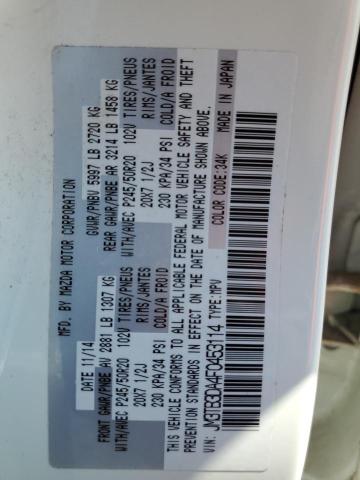 MFD. BY MAZDA MOTOR CORPORATION
DATE 11/14 GVWR/PNBV 5997 LB 2720 KG
FRONT GAWR/PNBE AV 2881 LB 1307 KG REAR GAWR/PNBE AR 3214 LB 1458 KG
WITH/AVEC P245/50R20 102V TIRES/PNEUS WITH/AVEC P245/50R20 102V TIRES/PNEUS
20X7 1/2J RIMS/JANTES 20X7 1/2J RIMS/JANTES
230 KPA/34 PSI COLD/A FROID 230 KPA/34 PSI COLD/A FROID
THIS VEHICLE CONFORMS TO ALL APPLICABLE FEDERAL MOTOR VEHICLE SAFETY AND THEFT
PREVENTION STANDARDS IN EFFECT ON THE DATE OF MANUFACTURE SHOWN ABOVE.
JM3TB3DA4F0453114 TYPE:MPV COLOR CODE:34K MADE IN JAPAN